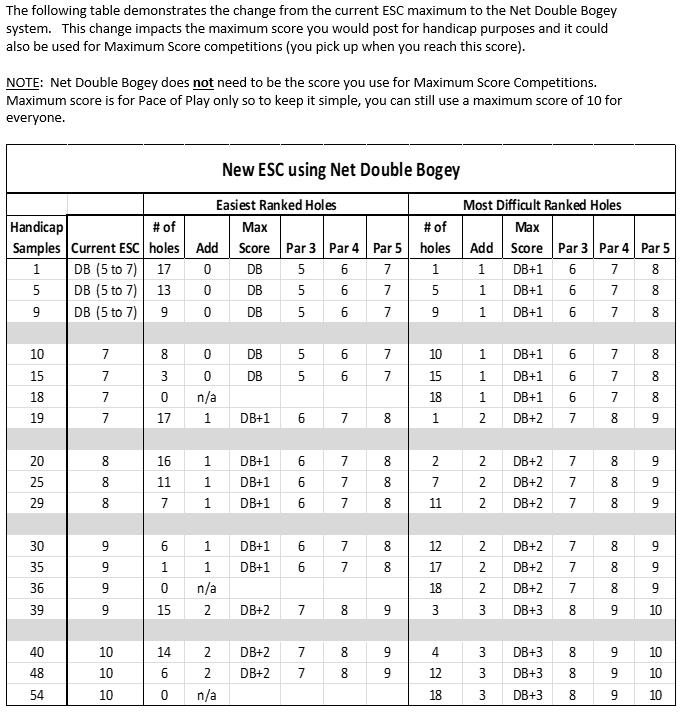 The following table demonstrates the change from the current ESC maximum to the Net Double Bogey
system. This change impacts the maximum score you would post for handicap purposes and it could
also be used for Maximum Score competitions (you pick up when you reach this score).
NOTE: Net Double Bogey does not need to be the score you use for Maximum Score Competitions.
Maximum score is for Pace of Play only so to keep it simple, you can still use a maximum score of 10 for
everyone.
New ESC using Net Double Bogey
Easiest Ranked Holes Most Difficult Ranked Holes
Handicap # of Max # of Max
Samples Current ESC holes Add Score Par 3 Par 4 Par 5 holes Add Score Par 3 Par 4 Par 5
1 DB (5 to 7) 17 0 DB 5 6 7 1 1 DB+1 6 7 8
5 DB (5 to 7) 13 0 DB 5 6 7 5 1 DB+1 6 7 8
9 DB (5 to 7) 9 0 DB 5 6 7 9 1 DB+1 6 7 8
10 7 8 0 DB 5 6 7 10 1 DB+1 6 7 8
15 7 3 0 DB 5 6 7 15 1 DB+1 6 7 8
18 7 0 n/a 18 1 DB+1 6 7 8
19 7 17 1 DB+1 6 7 8 1 2 DB+2 7 8 9
20 8 16 1 DB+1 6 7 8 2 2 DB+2 7 8 9
25 8 11 1 DB+1 6 7 8 7 2 DB+2 7 8 9
29 8 7 1 DB+1 6 7 8 11 2 DB+2 7 8 9
30 9 6 1 DB+1 6 7 8 12 2 DB+2 7 8 9
35 9 1 1 DB+1 6 7 8 17 2 DB+2 7 8 9
36 9 0 n/a 18 2 DB+2 7 8 9
39 9 15 2 DB+2 7 8 9 3 3 DB+3 8 9 10
40 10 14 2 DB+2 7 8 9 4 3 DB+3 8 9 10
48 10 6 2 DB+2 7 8 9 12 3 DB+3 8 9 10
54 10 0 n/a 18 3 DB+3 8 9 10